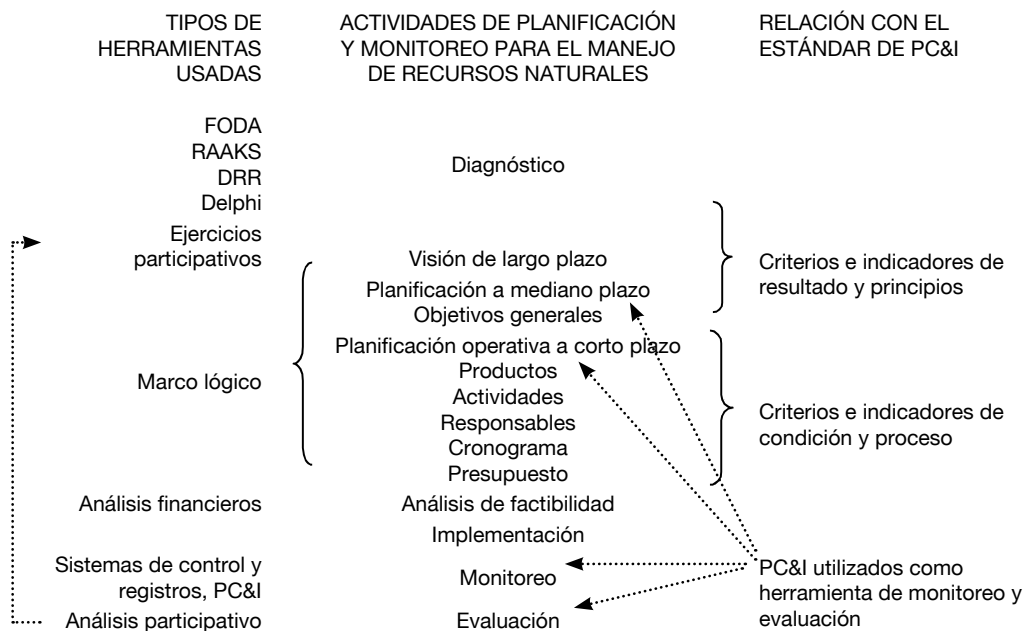 TIPOS DE
HERRAMIENTAS
USADAS
ACTIVIDADES DE PLANIFICACIÓN
Y MONITOREO PARA EL MANEJO
DE RECURSOS NATURALES
RELACIÓN CON EL
ESTÁNDAR DE PC&I
FODA
RAAKS
DRR
Delphi
Ejercicios
participativos
Marco lógico
Análisis financieros
Sistemas de control y
registros, PC&I
Análisis participativo
Diagnóstico
Visión de largo plazo
Planificación a mediano plazo
Objetivos generales
Planificación operativa a corto plazo
Productos
Actividades
Responsables
Cronograma
Presupuesto
Análisis de factibilidad
Implementación
Monitoreo
Evaluación
Criterios e indicadores de
resultado y principios
Criterios e indicadores de
condición y proceso
PC&I utilizados como
herramienta de monitoreo y
evaluación